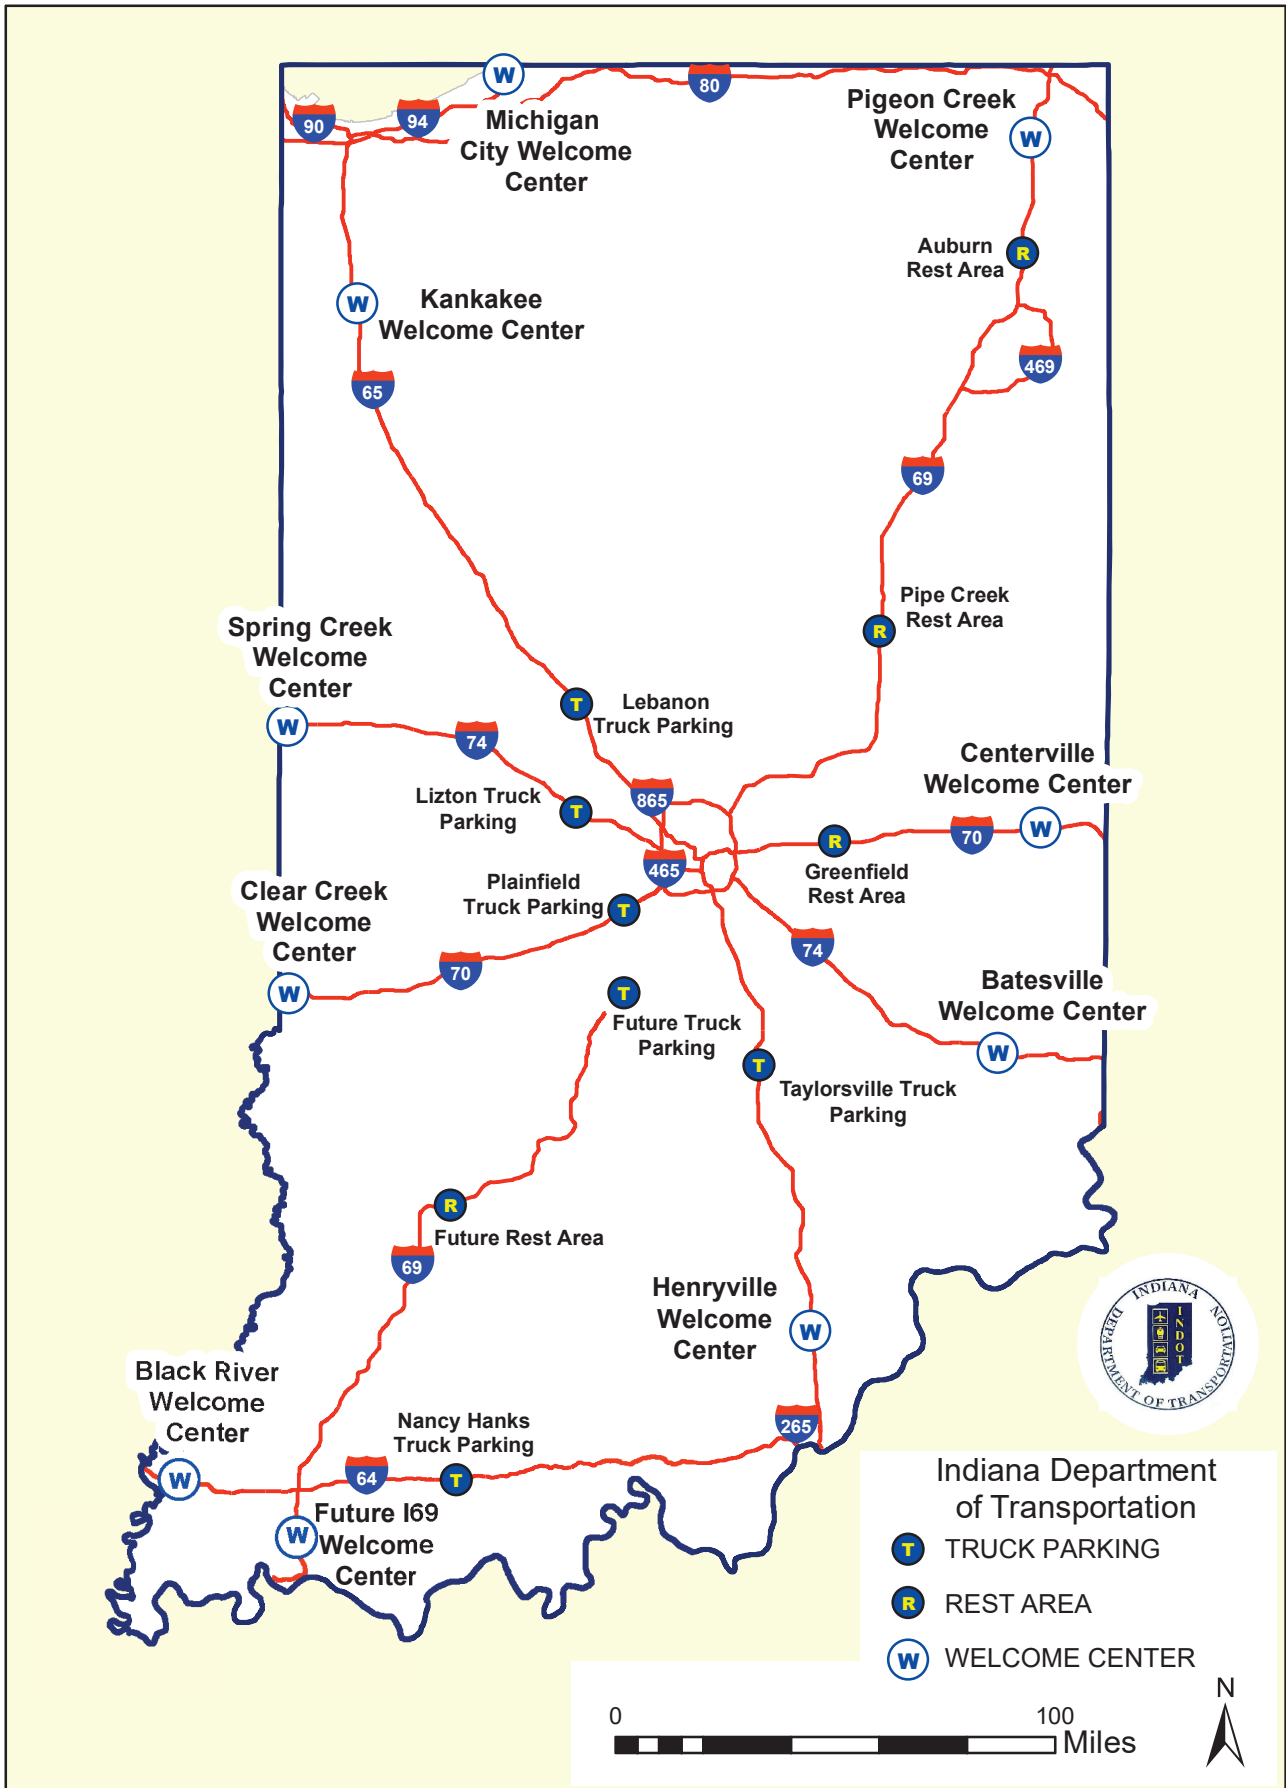 W
80
90
94
Michigan
City Welcome
Center
Pigeon Creek
Welcome
Center
W
Auburn
Rest Area
R
W
Kankakee
Welcome Center
469
65
69
Pipe Creek
Rest Area
R
Spring Creek
Welcome
Center
W
T
Lebanon
Truck Parking
74
Centerville
Welcome Center
Lizton Truck
Parking
T
865
70
W
R
Greenfield
Rest Area
465
Plainfield
Truck Parking
T
Clear Creek
Welcome
Center
W
70
74
T
Future Truck
Parking
Batesville
Welcome Center
W
T
Taylorsville Truck
Parking
R
Future Rest Area
69
Henryville
Welcome
Center
W
INDIANA
DEPARTMENT OF TRANSPORTATION
INDOT
Black River
Welcome
Center
W
Nancy Hanks
Truck Parking
T
265
64
W
Future I69
Welcome
Center
Indiana Department
of Transportation
T TRUCK PARKING
R REST AREA
W WELCOME CENTER
N
0 100
Miles